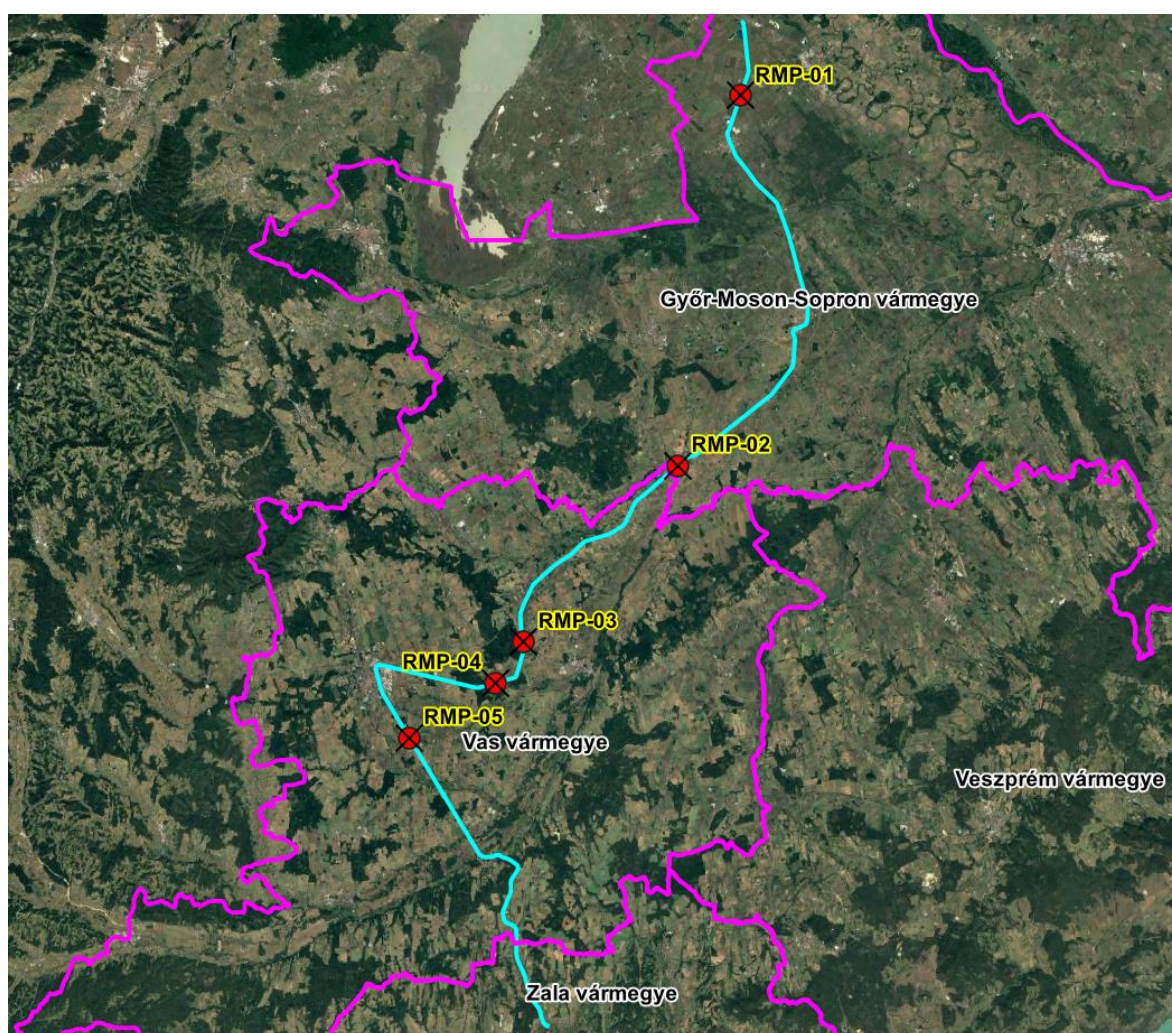 RMP-01
Győr-Moson-Sopron vármegye
RMP-02
RMP-03
RMP-04
RMP-05
Vas vármegye
Veszprém vármegye
Zala vármegye